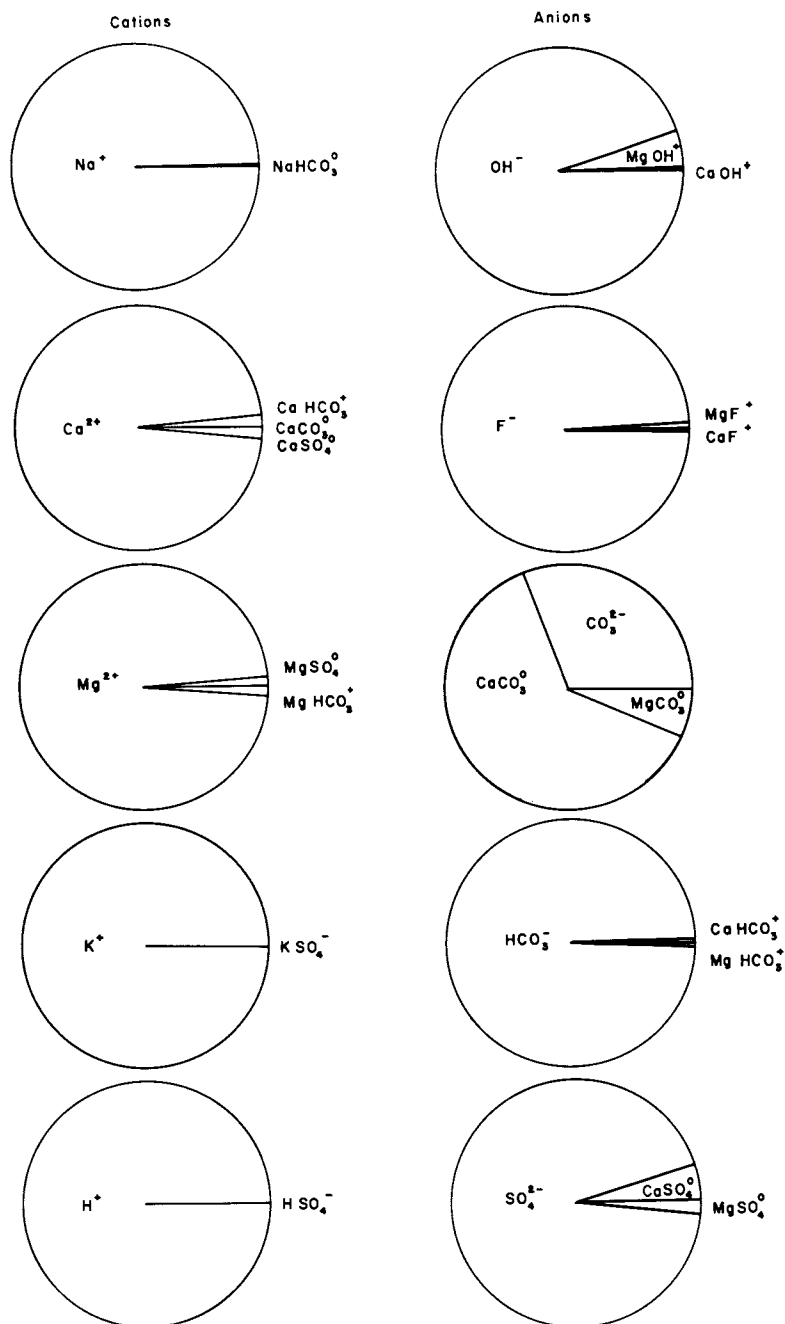 Cations
Anions
Na⁺
NaHCO₃⁰
OH⁻
MgOH⁺
CaOH⁺
Ca²⁺
CaHCO₃⁺
CaCO₃⁰
CaSO₄⁰
F⁻
MgF⁺
CaF⁺
Mg²⁺
MgSO₄⁰
MgHCO₃⁺
CO₃²⁻
CaCO₃⁰
MgCO₃⁰
K⁺
KSO₄⁻
HCO₃⁻
CaHCO₃⁺
MgHCO₃⁺
H⁺
HSO₄⁻
SO₄²⁻
CaSO₄⁰
MgSO₄⁰